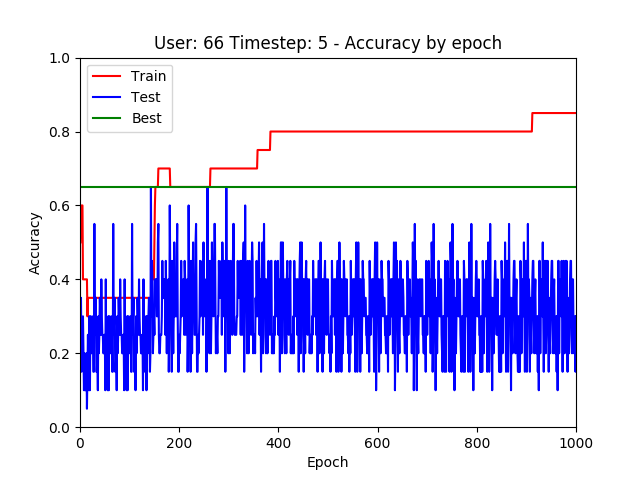 User: 66 Timestep: 5 - Accuracy by epoch
1.0
Train
Test
Best
0.8
0.6
Accuracy
0.4
0.2
0.0
0 200 400 600 800 1000
Epoch